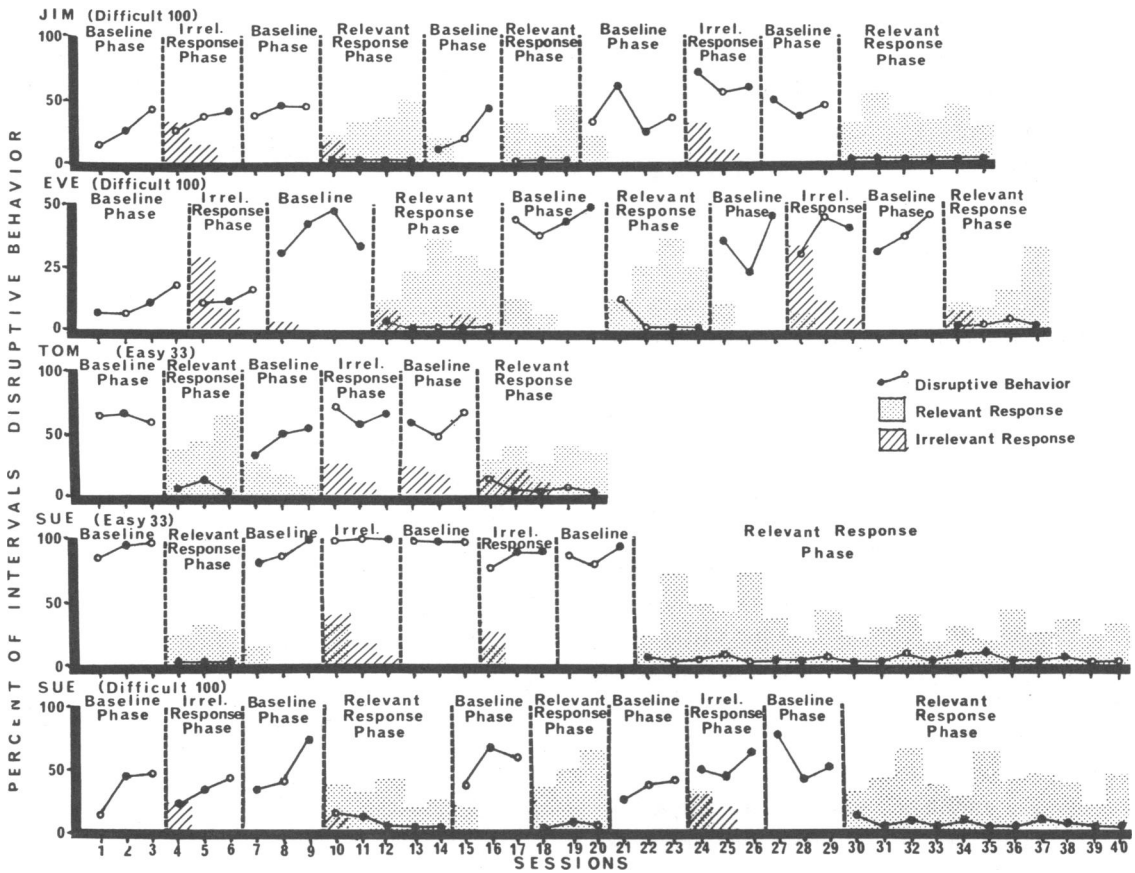 JIM (Difficult 100)
Baseline Phase
Irrel. Response Phase
Baseline Phase
Relevant Response Phase
Baseline Phase
Relevant Response Phase
Baseline Phase
Irrel. Response Phase
Baseline Phase
Relevant Response Phase
100
50
0
EVE (Difficult 100)
Baseline Phase
Irrel. Response Phase
Baseline
Relevant Response Phase
Baseline Phase
Relevant Response Phase
Baseline Phase
Irrel. Response
Baseline Phase
Relevant Response Phase
50
25
0
TOM (Easy 33)
Baseline Phase
Relevant Response Phase
Baseline Phase
Irrel. Response Phase
Baseline Phase
Relevant Response Phase
100
50
0
Disruptive Behavior
Relevant Response
Irrelevant Response
SUE (Easy 33)
Baseline
Relevant Response Phase
Baseline Phase
Irrel.
Baseline
Irrel. Response
Baseline
Relevant Response Phase
100
50
0
SUE (Difficult 100)
Baseline Phase
Irrel. Response Phase
Baseline Phase
Relevant Response Phase
Baseline Phase
Relevant Response Phase
Baseline Phase
Irrel. Response Phase
Baseline Phase
Relevant Response Phase
100
50
0
1 2 3 4 5 6 7 8 9 10 11 12 13 14 15 16 17 18 19 20 21 22 23 24 25 26 27 28 29 30 31 32 33 34 35 36 37 38 39 40
SESSIONS
PERCENT OF INTERVALS DISRUPTIVE BEHAVIOR